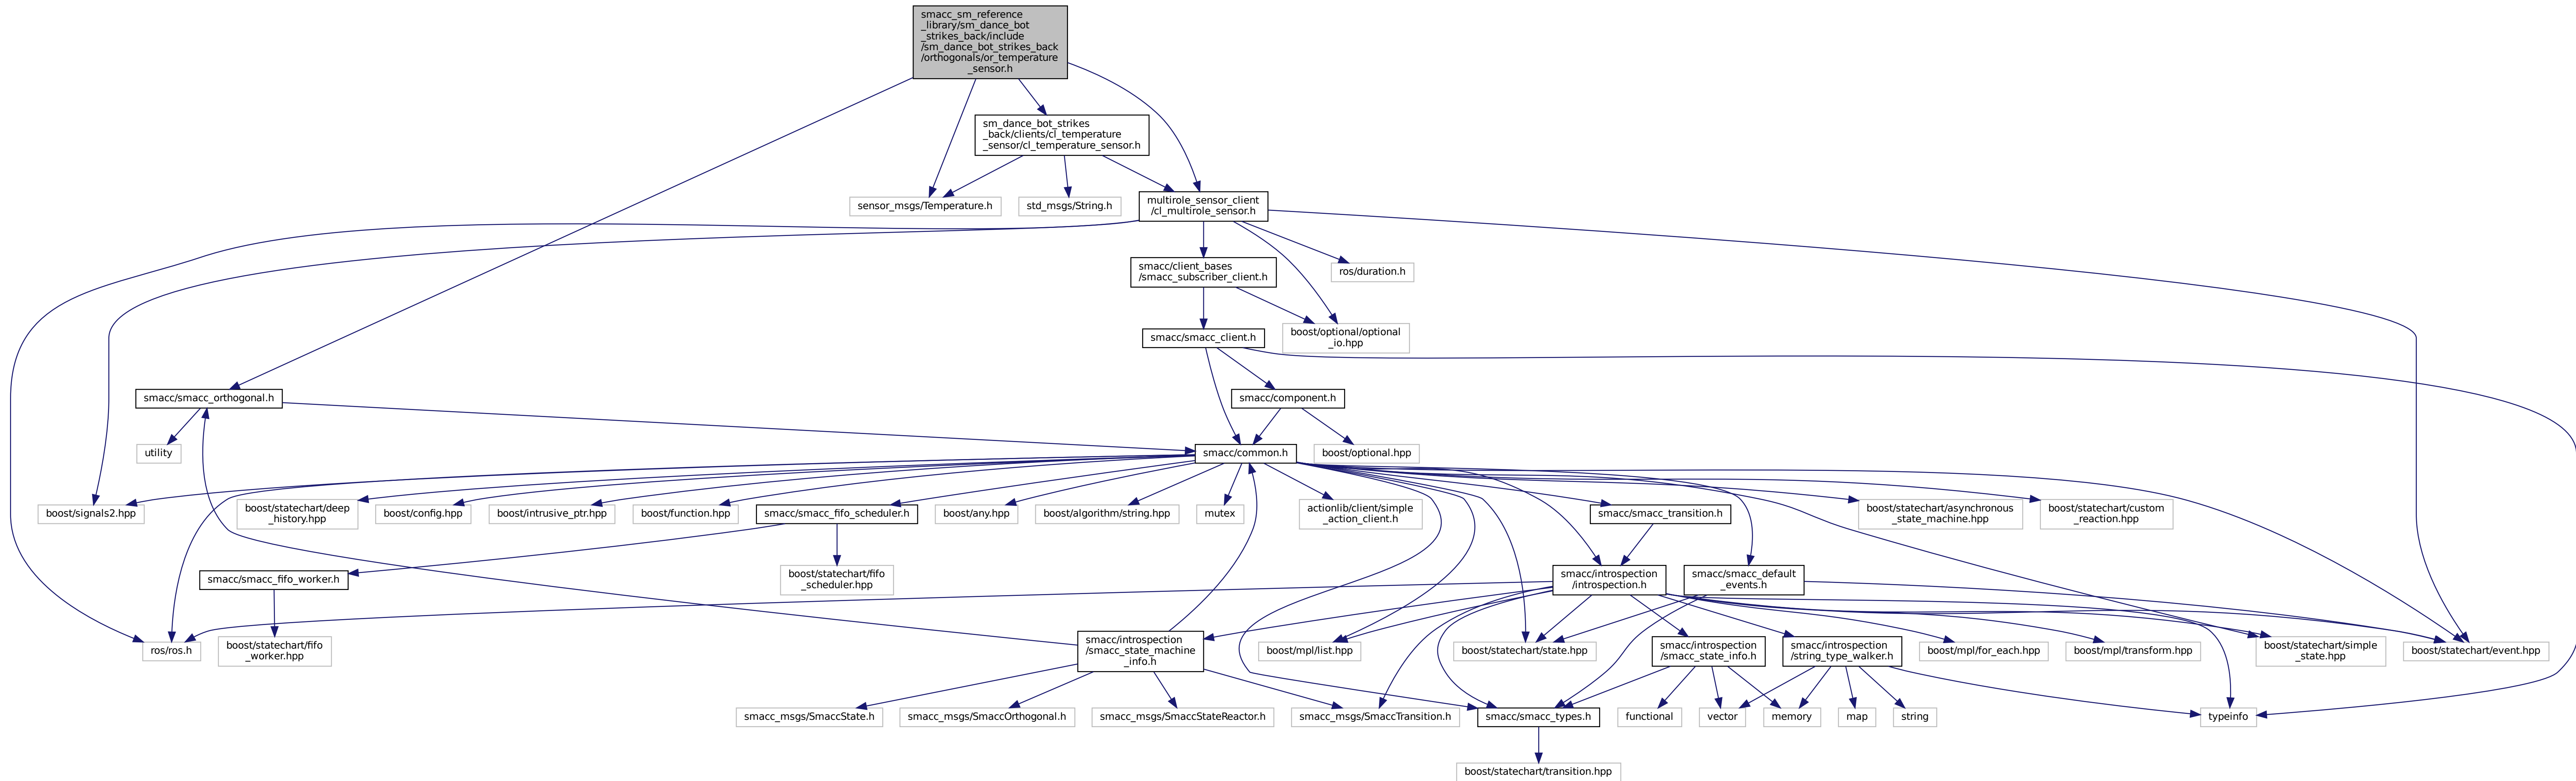 smacc_sm_reference
_library/sm_dance_bot
_strikes_back/include
/sm_dance_bot_strikes_back
/orthogonals/or_temperature
_sensor.h
sm_dance_bot_strikes
_back/clients/cl_temperature
_sensor/cl_temperature_sensor.h
sensor_msgs/Temperature.h
std_msgs/String.h
multirole_sensor_client
/cl_multirole_sensor.h
smacc/client_bases
/smacc_subscriber_client.h
ros/duration.h
smacc/smacc_client.h
boost/optional/optional
_io.hpp
smacc/smacc_orthogonal.h
smacc/component.h
utility
smacc/common.h
boost/optional.hpp
boost/signals2.hpp
boost/statechart/deep
_history.hpp
boost/config.hpp
boost/intrusive_ptr.hpp
boost/function.hpp
smacc/smacc_fifo_scheduler.h
boost/any.hpp
boost/algorithm/string.hpp
mutex
actionlib/client/simple
_action_client.h
smacc/smacc_transition.h
boost/statechart/asynchronous
_state_machine.hpp
boost/statechart/custom
_reaction.hpp
smacc/smacc_fifo_worker.h
boost/statechart/fifo
_scheduler.hpp
smacc/introspection
/introspection.h
smacc/smacc_default
_events.h
ros/ros.h
boost/statechart/fifo
_worker.hpp
smacc/introspection
/smacc_state_machine
_info.h
boost/mpl/list.hpp
boost/statechart/state.hpp
smacc/introspection
/smacc_state_info.h
smacc/introspection
/string_type_walker.h
boost/mpl/for_each.hpp
boost/mpl/transform.hpp
boost/statechart/simple
_state.hpp
boost/statechart/event.hpp
smacc_msgs/SmaccState.h
smacc_msgs/SmaccOrthogonal.h
smacc_msgs/SmaccStateReactor.h
smacc_msgs/SmaccTransition.h
smacc/smacc_types.h
functional
vector
memory
map
string
typeinfo
boost/statechart/transition.hpp